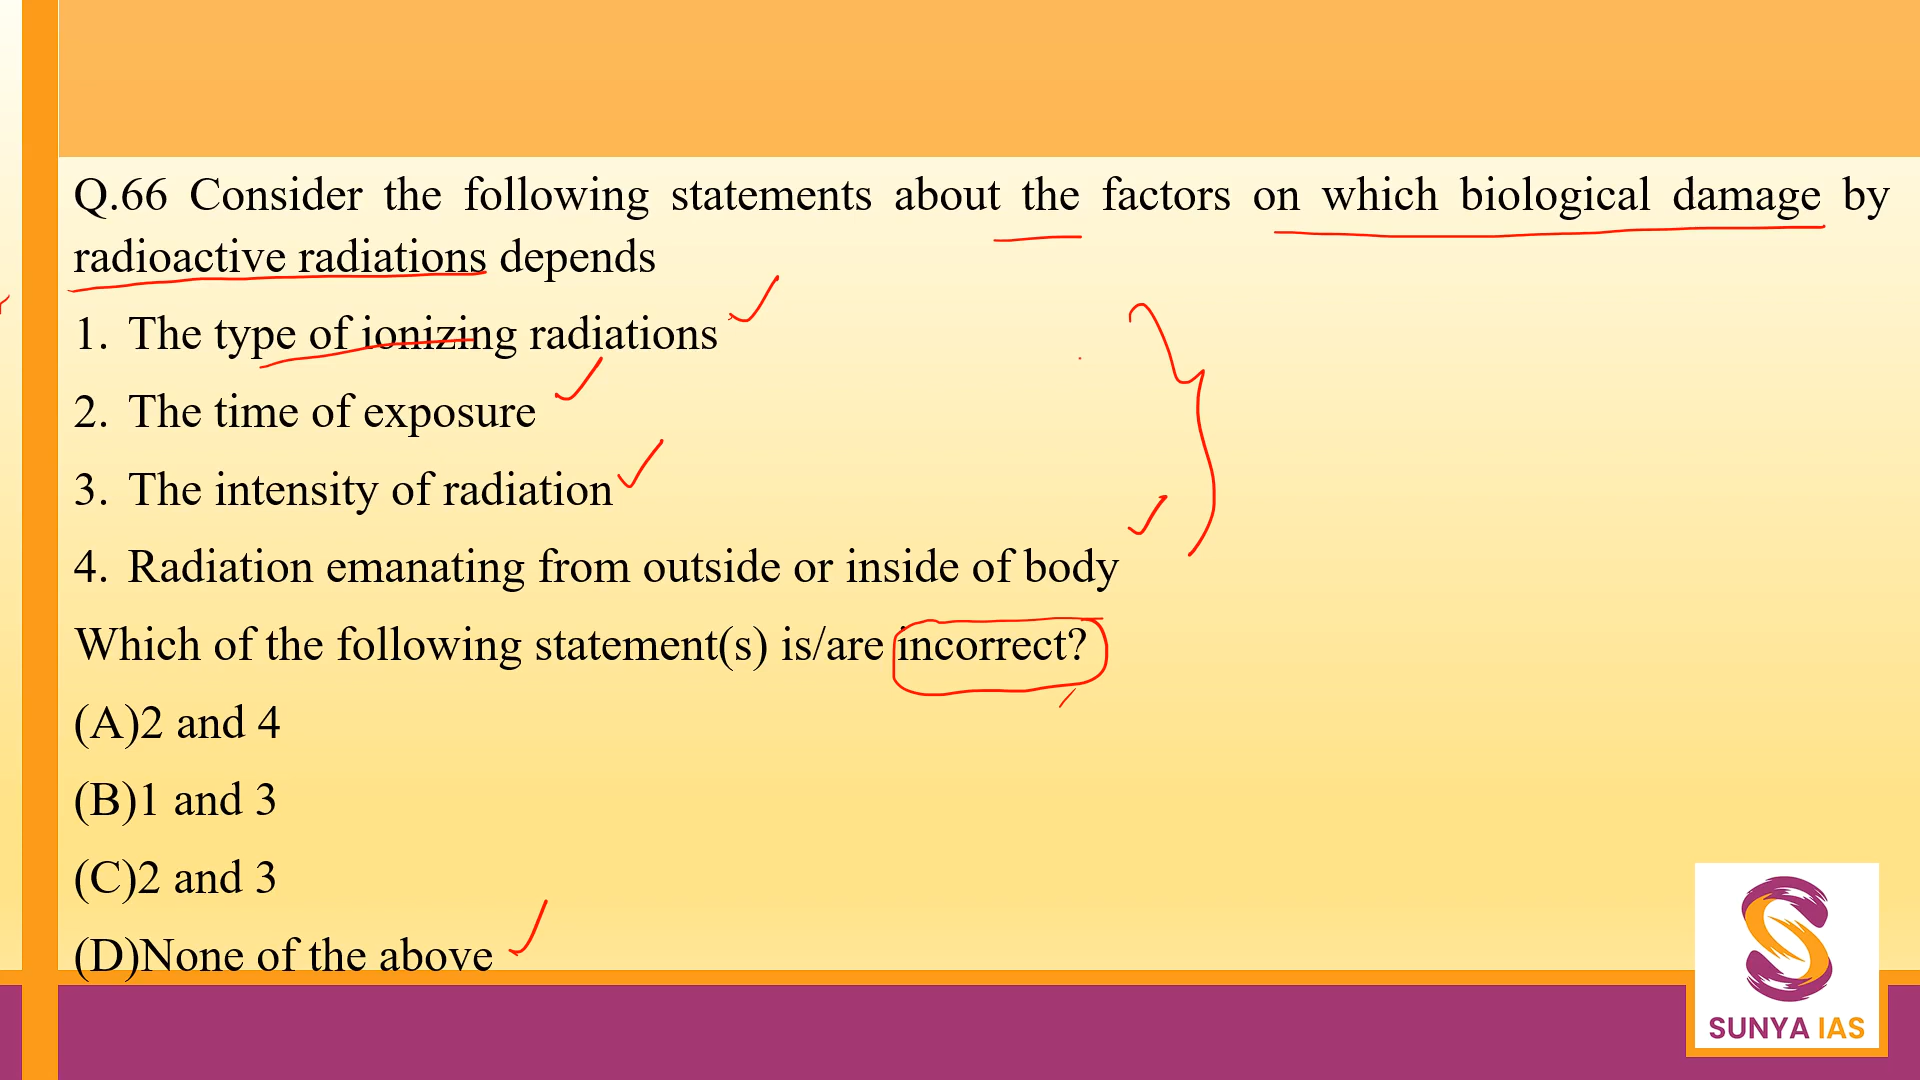 Q.66 Consider the following statements about the factors on which biological damage by
radioactive radiations depends
1. The type of ionizing radiations
2. The time of exposure
3. The intensity of radiation
4. Radiation emanating from outside or inside of body
Which of the following statement(s) is/are incorrect?
(A)2 and 4
(B)1 and 3
(C)2 and 3
(D)None of the above
SUNYA IAS